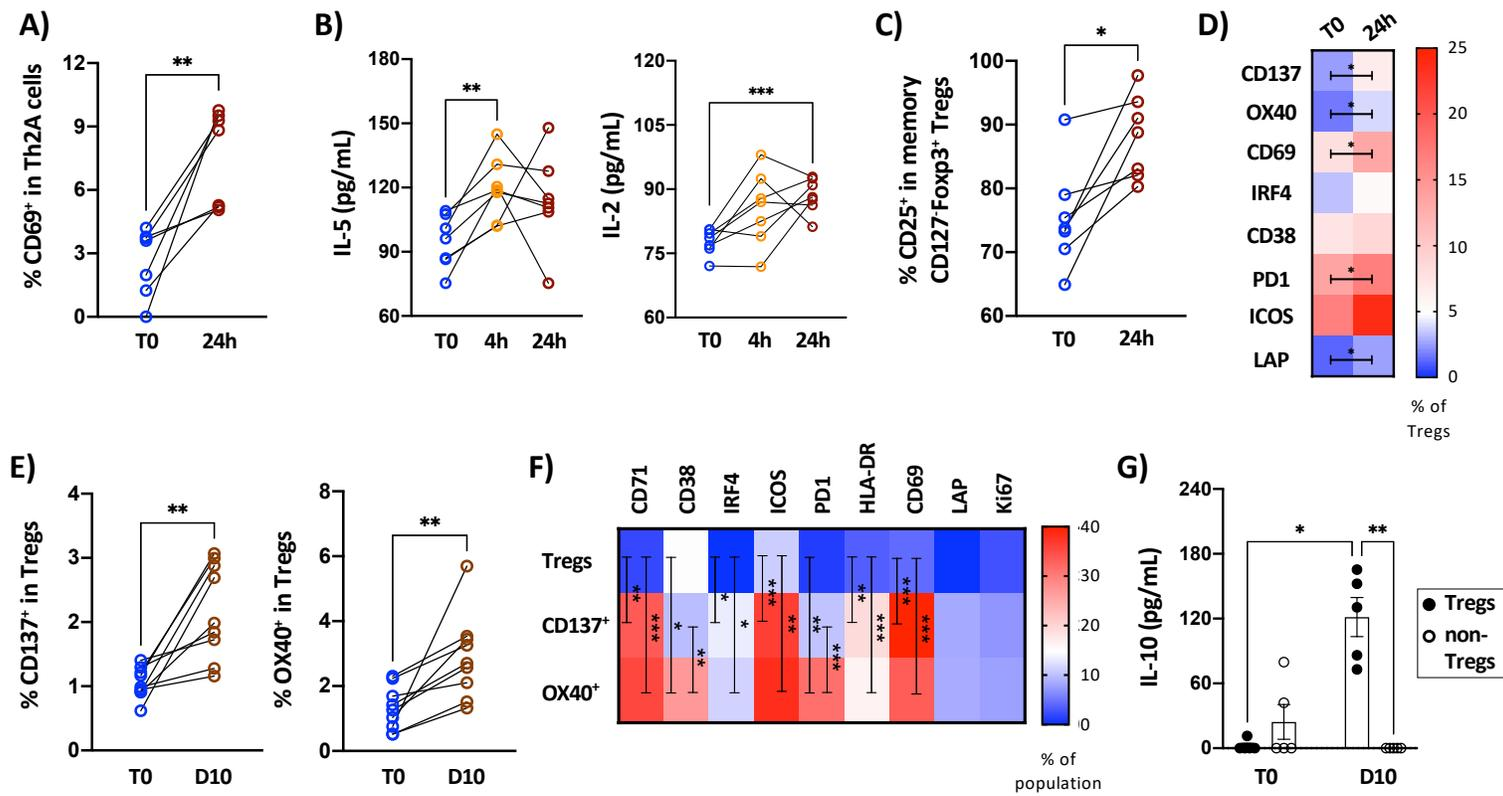 A)
% CD69⁺ in Th2A cells
12
9
6
3
0
**
T0 24h
B)
IL-5 (pg/mL)
180
150
120
90
60
**
T0 4h 24h
IL-2 (pg/mL)
120
105
90
75
60
***
T0 4h 24h
C)
% CD25⁺ in memory
CD127⁻Foxp3⁺ Tregs
100
90
80
70
60
*
T0 24h
D)
T0 24h
CD137 *
OX40 *
CD69 *
IRF4
CD38
PD1 *
ICOS
LAP *
25
20
15
10
5
0
% of
Tregs
E)
% CD137⁺ in Tregs
4
3
2
1
0
**
T0 D10
% OX40⁺ in Tregs
8
6
4
2
0
**
T0 D10
F)
CD71 CD38 IRF4 ICOS PD1 HLA-DR CD69 LAP Ki67
Tregs
CD137⁺
OX40⁺
** *** * ** * * *** ** ** *** ** *** *** ***
40
30
20
10
0
% of
population
G)
IL-10 (pg/mL)
240
180
120
60
0
* **
T0 D10
Tregs
non-
Tregs